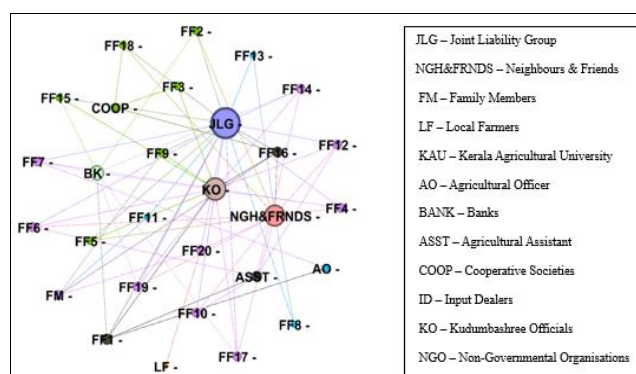 FF2 -
FF18 -
FF13 -
FF3 -
FF14 -
FF15 -
COOP -
JLG -
FF9 -
FF16 -
FF12 -
FF7 -
BK -
KO -
NGH&FRNDS -
FF4 -
FF11 -
FF6 -
FF5 -
FF20 -
ASST -
AO -
FM -
FF19 -
FF10 -
FF8 -
FF1 -
FF17 -
LF -
JLG – Joint Liability Group
NGH&FRNDS – Neighbours & Friends
FM – Family Members
LF – Local Farmers
KAU – Kerala Agricultural University
AO – Agricultural Officer
BANK – Banks
ASST – Agricultural Assistant
COOP – Cooperative Societies
ID – Input Dealers
KO – Kudumbashree Officials
NGO – Non-Governmental Organisations